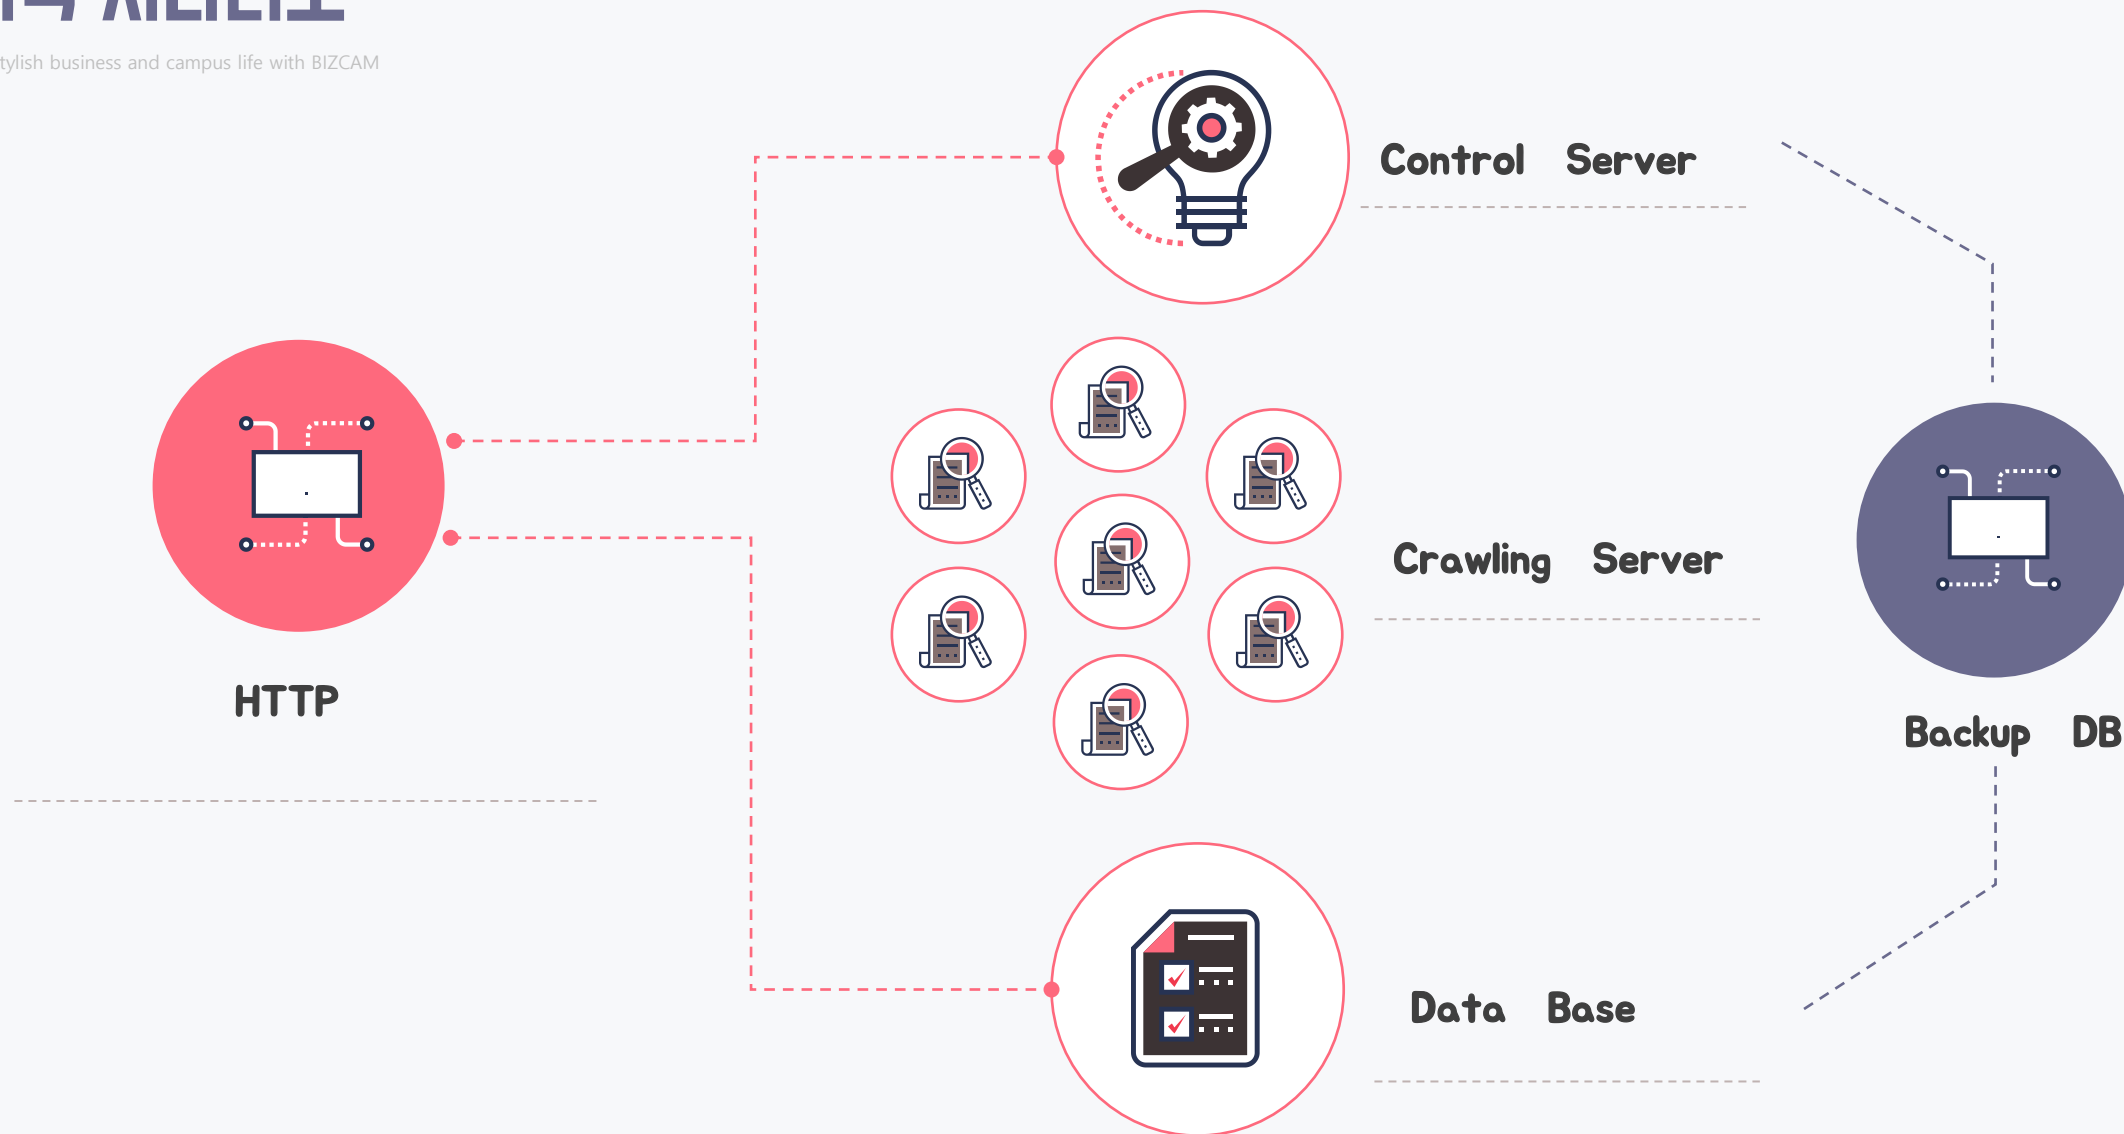 tylish business and campus life with BIZCAM
Control Server
Crawling Server
HTTP
Backup DB
Data Base